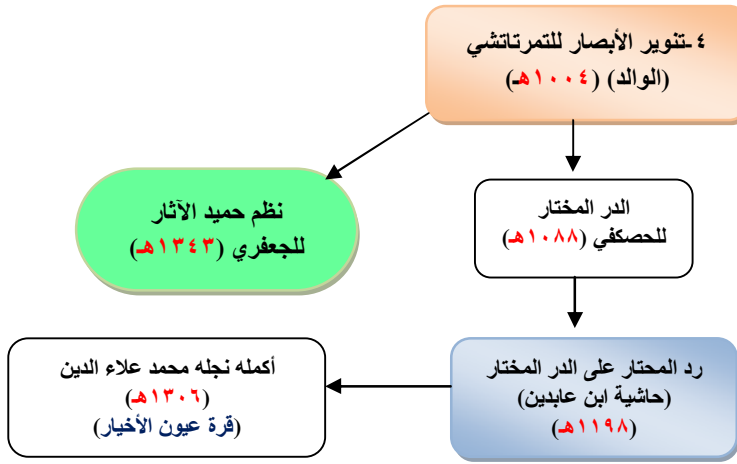 ٤-تنوير الأبصار للتمرتاتشي
(الوالد) (١٠٠٤هـ)
الدر المختار
للحصكفي (١٠٨٨هـ)
نظم حميد الآثار
للجعفري (١٣٤٣هـ)
رد المحتار على الدر المختار
(حاشية ابن عابدين)
(١١٩٨هـ)
أكمله نجله محمد علاء الدين
(١٣٠٦هـ)
(قرة عيون الأخيار)